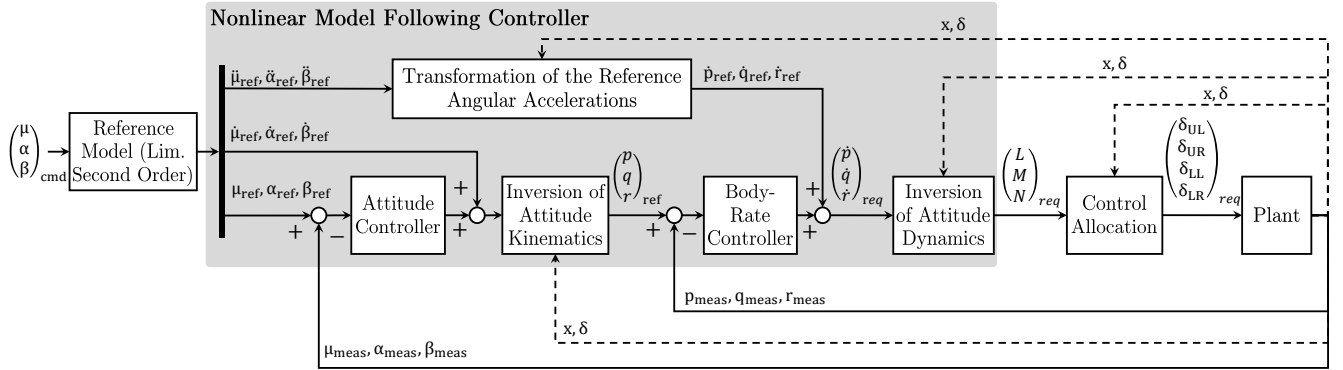 Nonlinear Model Following Controller
x, δ
μ̈ref, α̈ref, β̈ref
Transformation of the Reference
Angular Accelerations
ṗref, q̇ref, ṙref
x, δ
x, δ
μ
α
β
cmd
Reference
Model (Lim.
Second Order)
μ̇ref, α̇ref, β̇ref
μref, αref, βref
+
−
Attitude
Controller
+
+
Inversion of
Attitude
Kinematics
p
q
r
ref
+
−
Body-
Rate
Controller
+
+
ṗ
q̇
ṙ
req
Inversion
of Attitude
Dynamics
L
M
N
req
Control
Allocation
δUL
δUR
δLL
δLR
req
Plant
pmeas, qmeas, rmeas
x, δ
μmeas, αmeas, βmeas